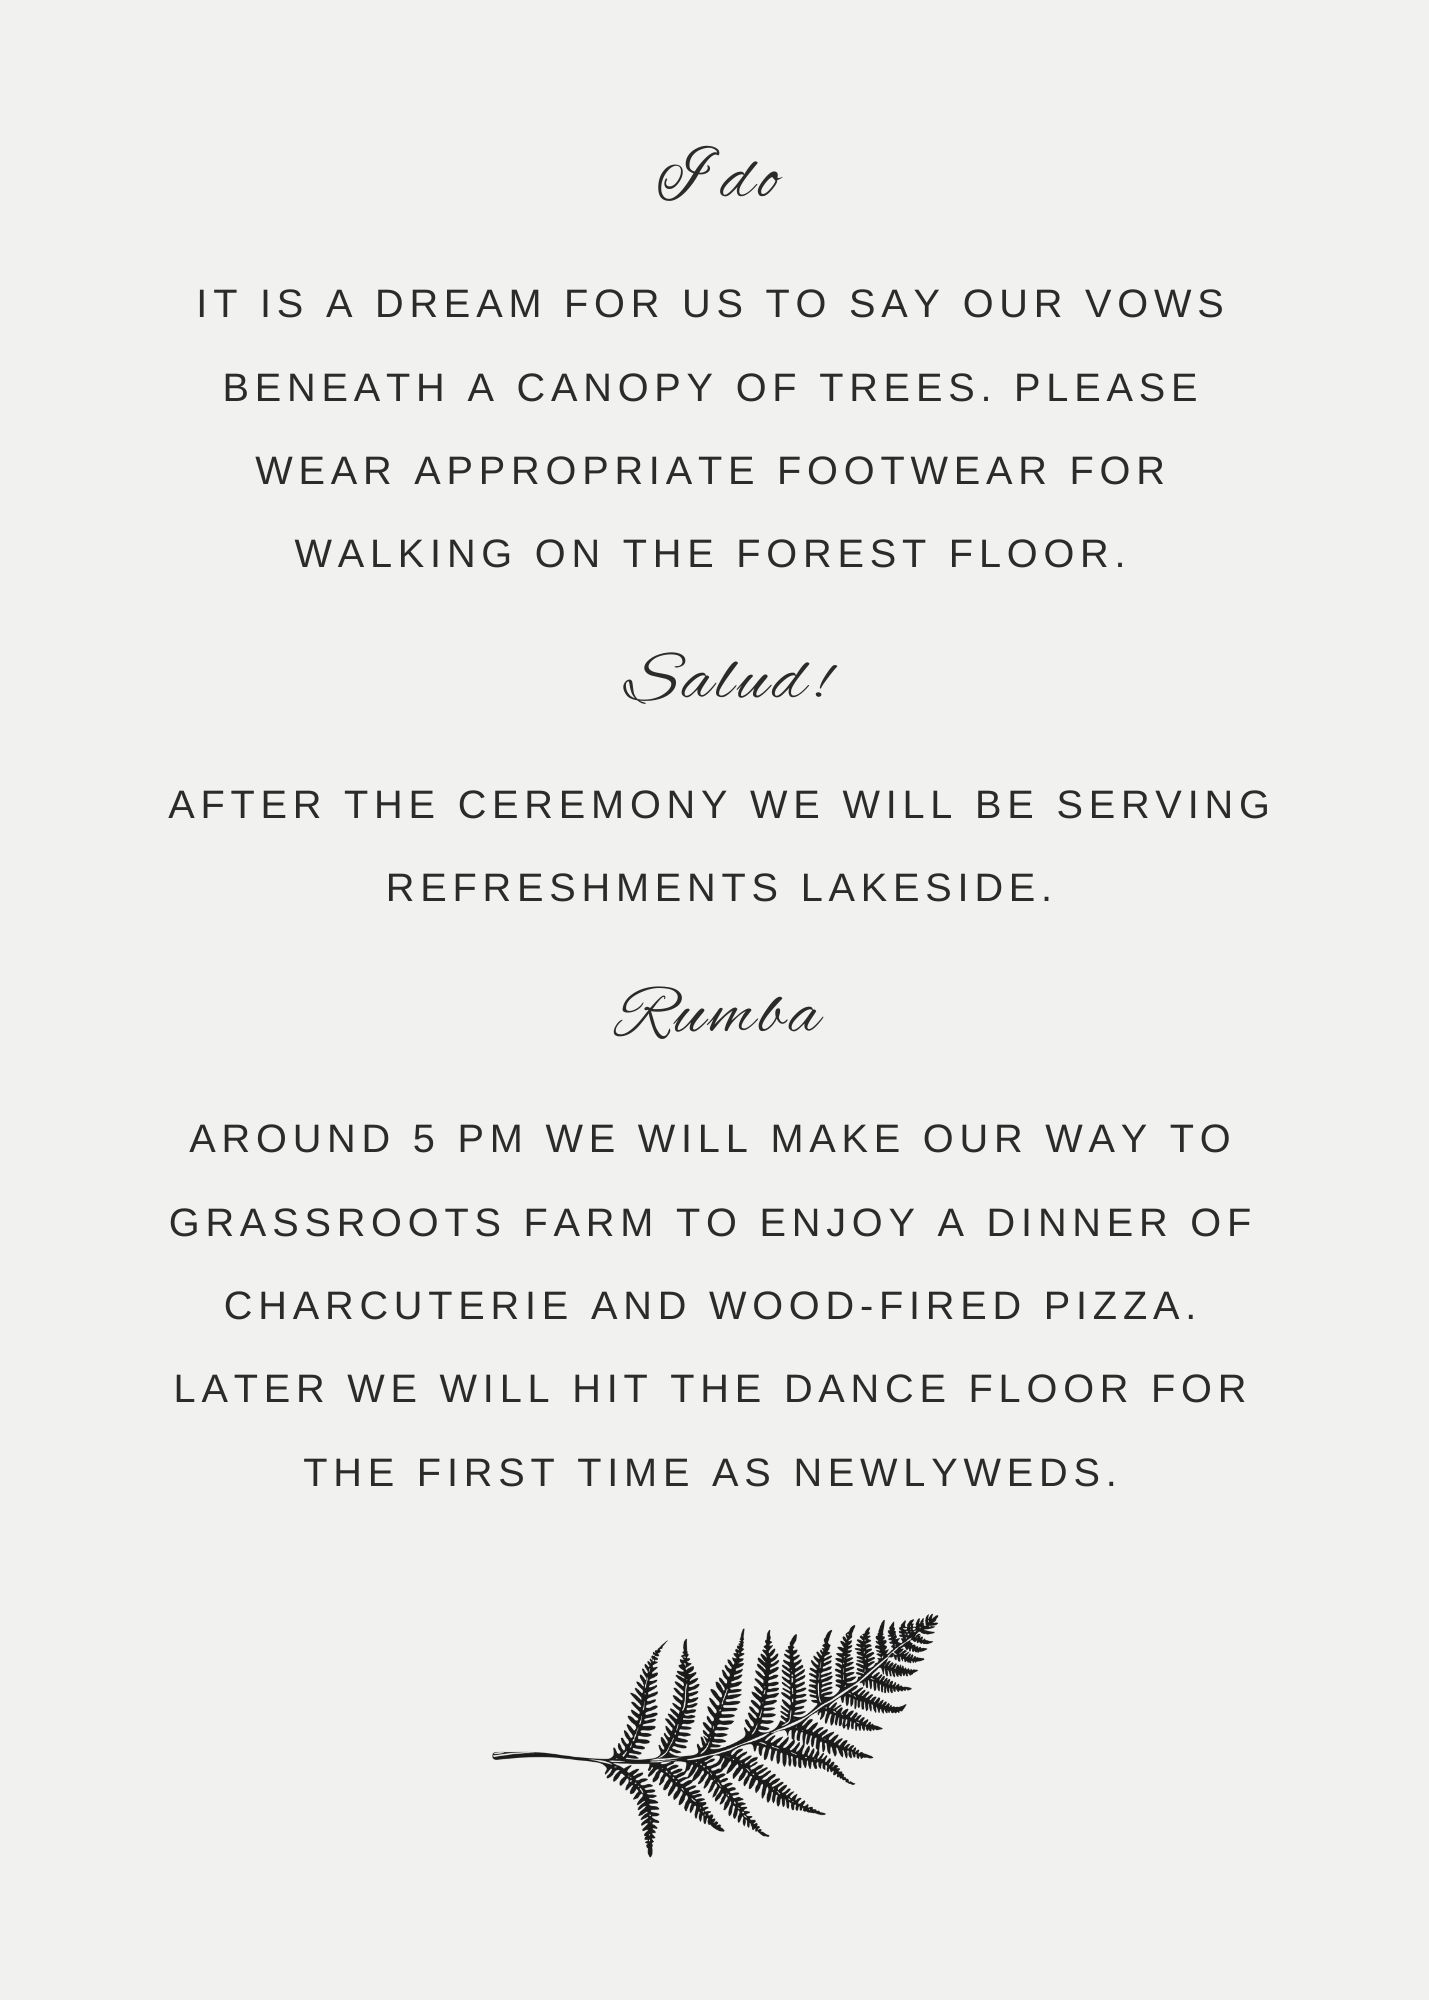 I do
IT IS A DREAM FOR US TO SAY OUR VOWS
BENEATH A CANOPY OF TREES. PLEASE
WEAR APPROPRIATE FOOTWEAR FOR
WALKING ON THE FOREST FLOOR.
Salud!
AFTER THE CEREMONY WE WILL BE SERVING
REFRESHMENTS LAKESIDE.
Rumba
AROUND 5 PM WE WILL MAKE OUR WAY TO
GRASSROOTS FARM TO ENJOY A DINNER OF
CHARCUTERIE AND WOOD-FIRED PIZZA.
LATER WE WILL HIT THE DANCE FLOOR FOR
THE FIRST TIME AS NEWLYWEDS.